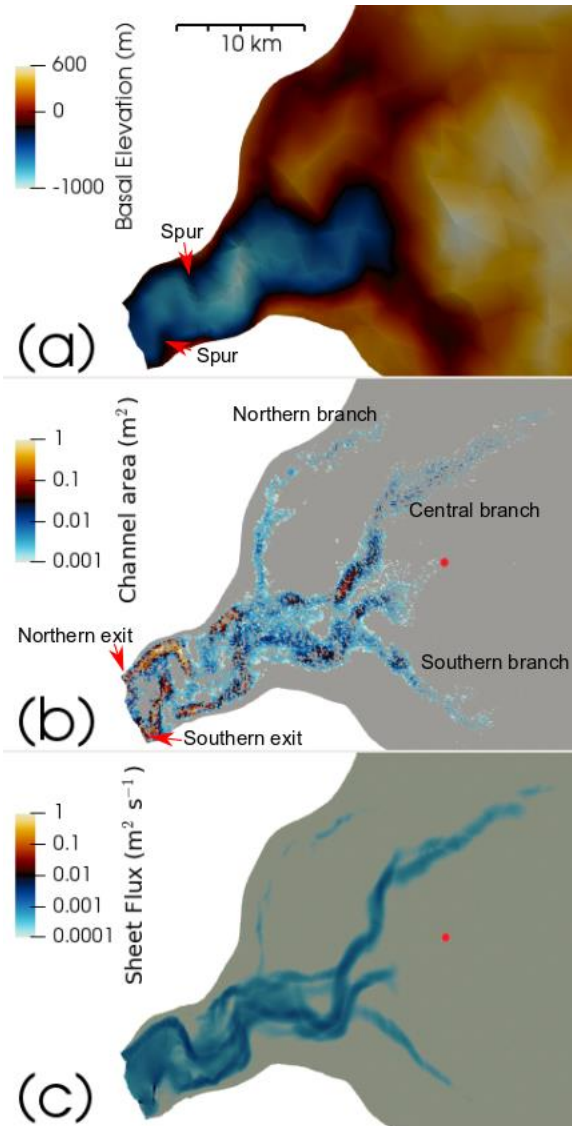 10 km
600
0
-1000
Basal Elevation (m)
Spur
Spur
(a)
Northern branch
1
0.1
0.01
0.001
Channel area (m²)
Central branch
Northern exit
Southern branch
Southern exit
(b)
1
0.1
0.01
0.001
0.0001
Sheet Flux (m² s⁻¹)
(c)